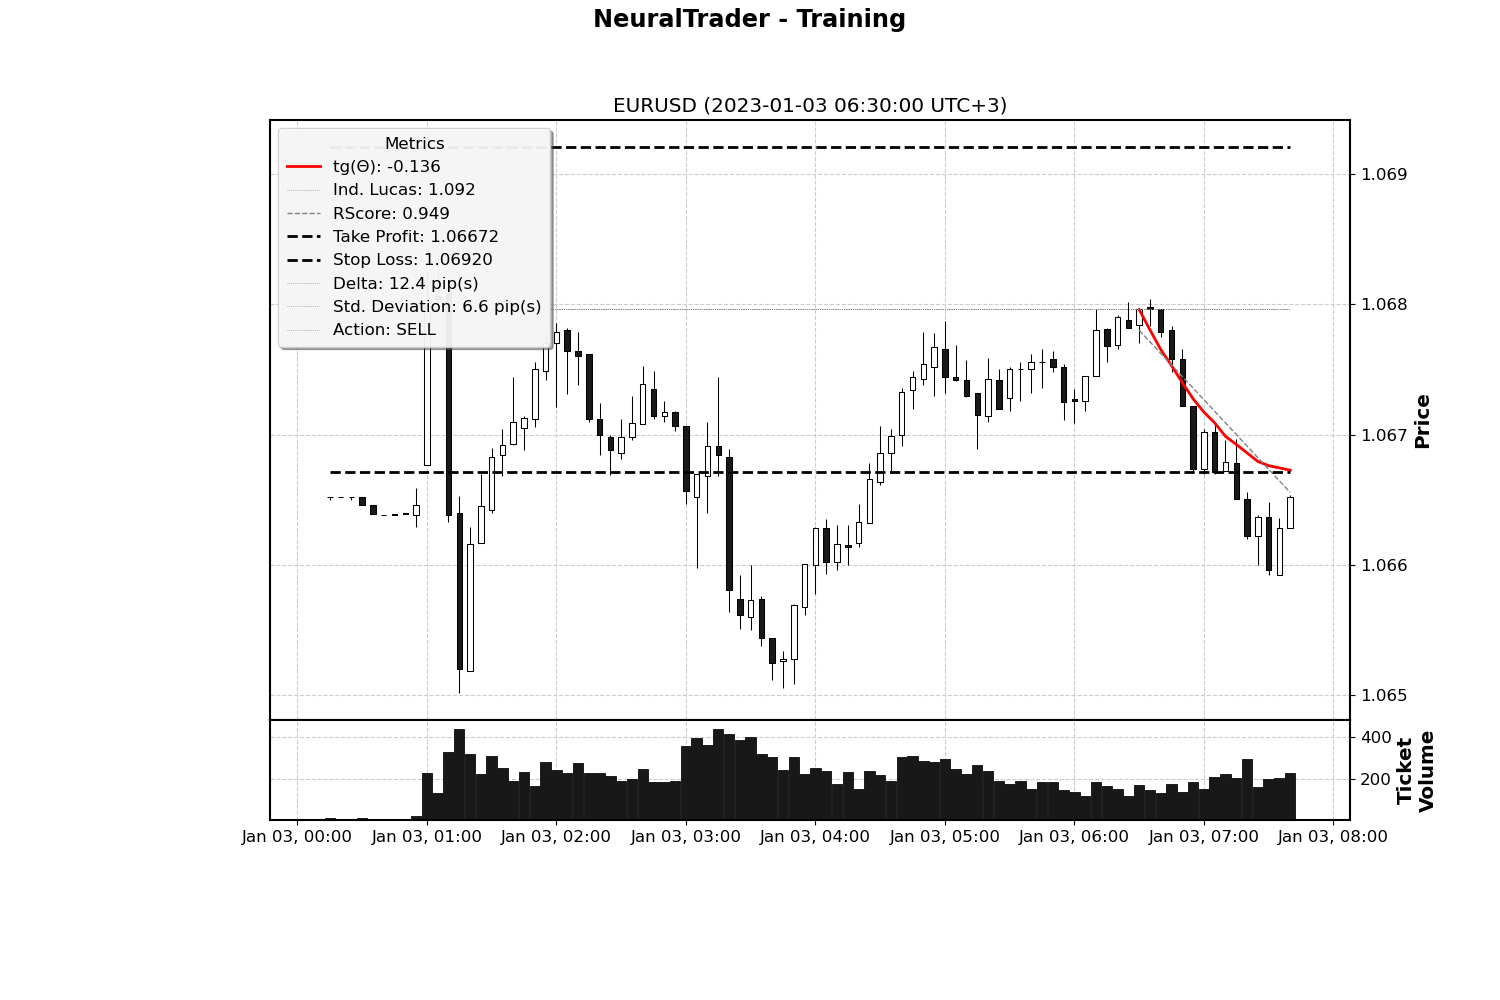 NeuralTrader - Training
EURUSD (2023-01-03 06:30:00 UTC+3)
Metrics
tg(Θ): -0.136
Ind. Lucas: 1.092
RScore: 0.949
Take Profit: 1.06672
Stop Loss: 1.06920
Delta: 12.4 pip(s)
Std. Deviation: 6.6 pip(s)
Action: SELL
1.069
1.068
1.067
1.066
1.065
Price
400
200
Ticket
Volume
Jan 03, 00:00 Jan 03, 01:00 Jan 03, 02:00 Jan 03, 03:00 Jan 03, 04:00 Jan 03, 05:00 Jan 03, 06:00 Jan 03, 07:00 Jan 03, 08:00